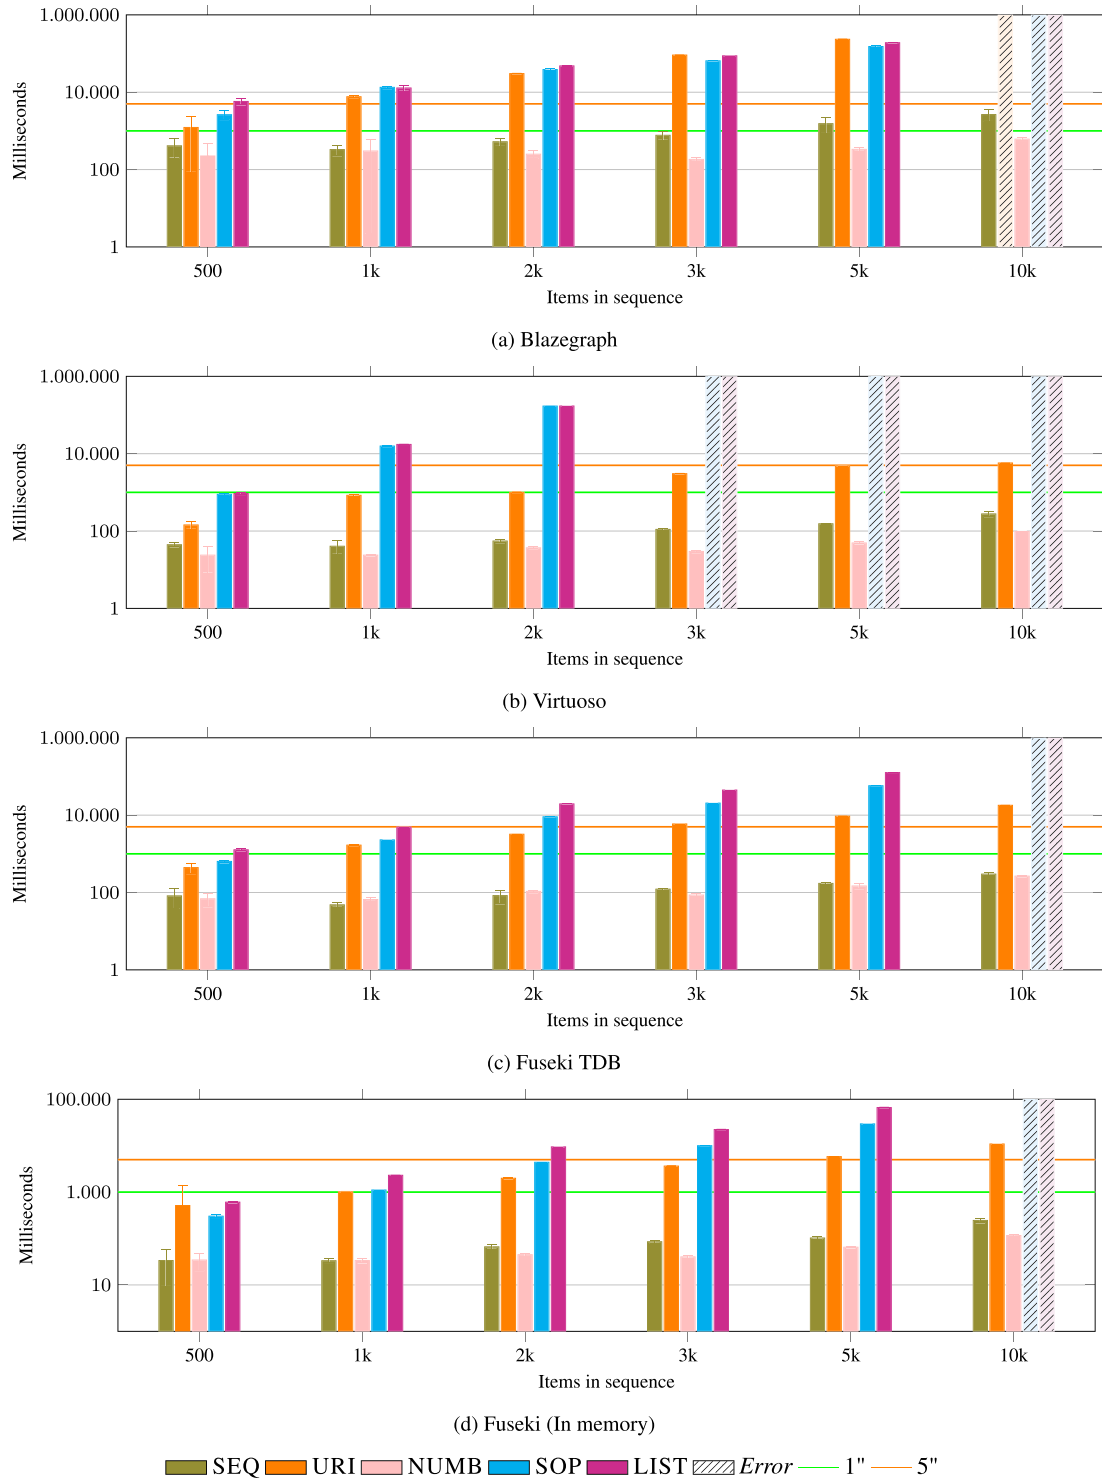 1.000.000
10.000
100
1
Milliseconds
500 1k 2k 3k 5k 10k
Items in sequence
(a) Blazegraph
1.000.000
10.000
100
1
Milliseconds
500 1k 2k 3k 5k 10k
Items in sequence
(b) Virtuoso
1.000.000
10.000
100
1
Milliseconds
500 1k 2k 3k 5k 10k
Items in sequence
(c) Fuseki TDB
100.000
1.000
10
Milliseconds
500 1k 2k 3k 5k 10k
Items in sequence
(d) Fuseki (In memory)
SEQ URI NUMB SOP LIST Error 1" 5"